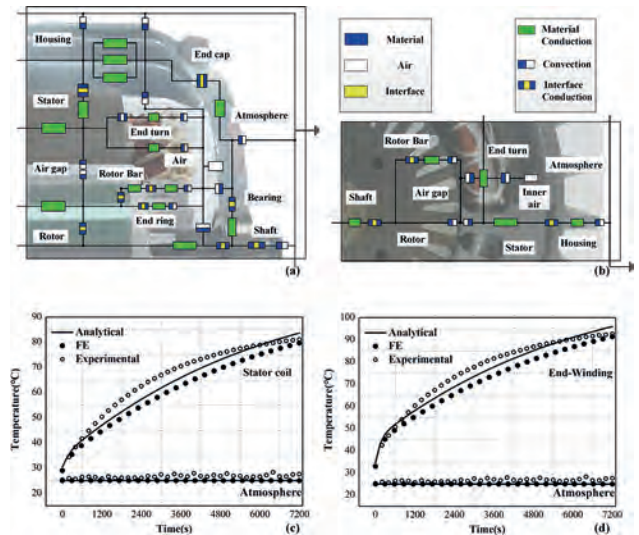 Housing
End cap
Stator
Atmosphere
End turn
Air gap
Air
Rotor Bar
Bearing
End ring
Rotor
Shaft
(a)
Material
Air
Interface
Material
Conduction
Convection
Interface
Conduction
End turn
Rotor Bar
Atmosphere
Shaft
Air gap
Inner
air
Rotor
Stator
Housing
(b)
90
80
70
60
50
40
30
20
Temperature(°C)
Analytical
FE
Experimental
Stator coil
Atmosphere
0 1200 2400 3600 4800 6000 7200
Time(s)
(c)
100
90
80
70
60
50
40
30
20
Temperature(°C)
Analytical
FE
Experimental
End-Winding
Atmosphere
0 1200 2400 3600 4800 6000 7200
Time(s)
(d)